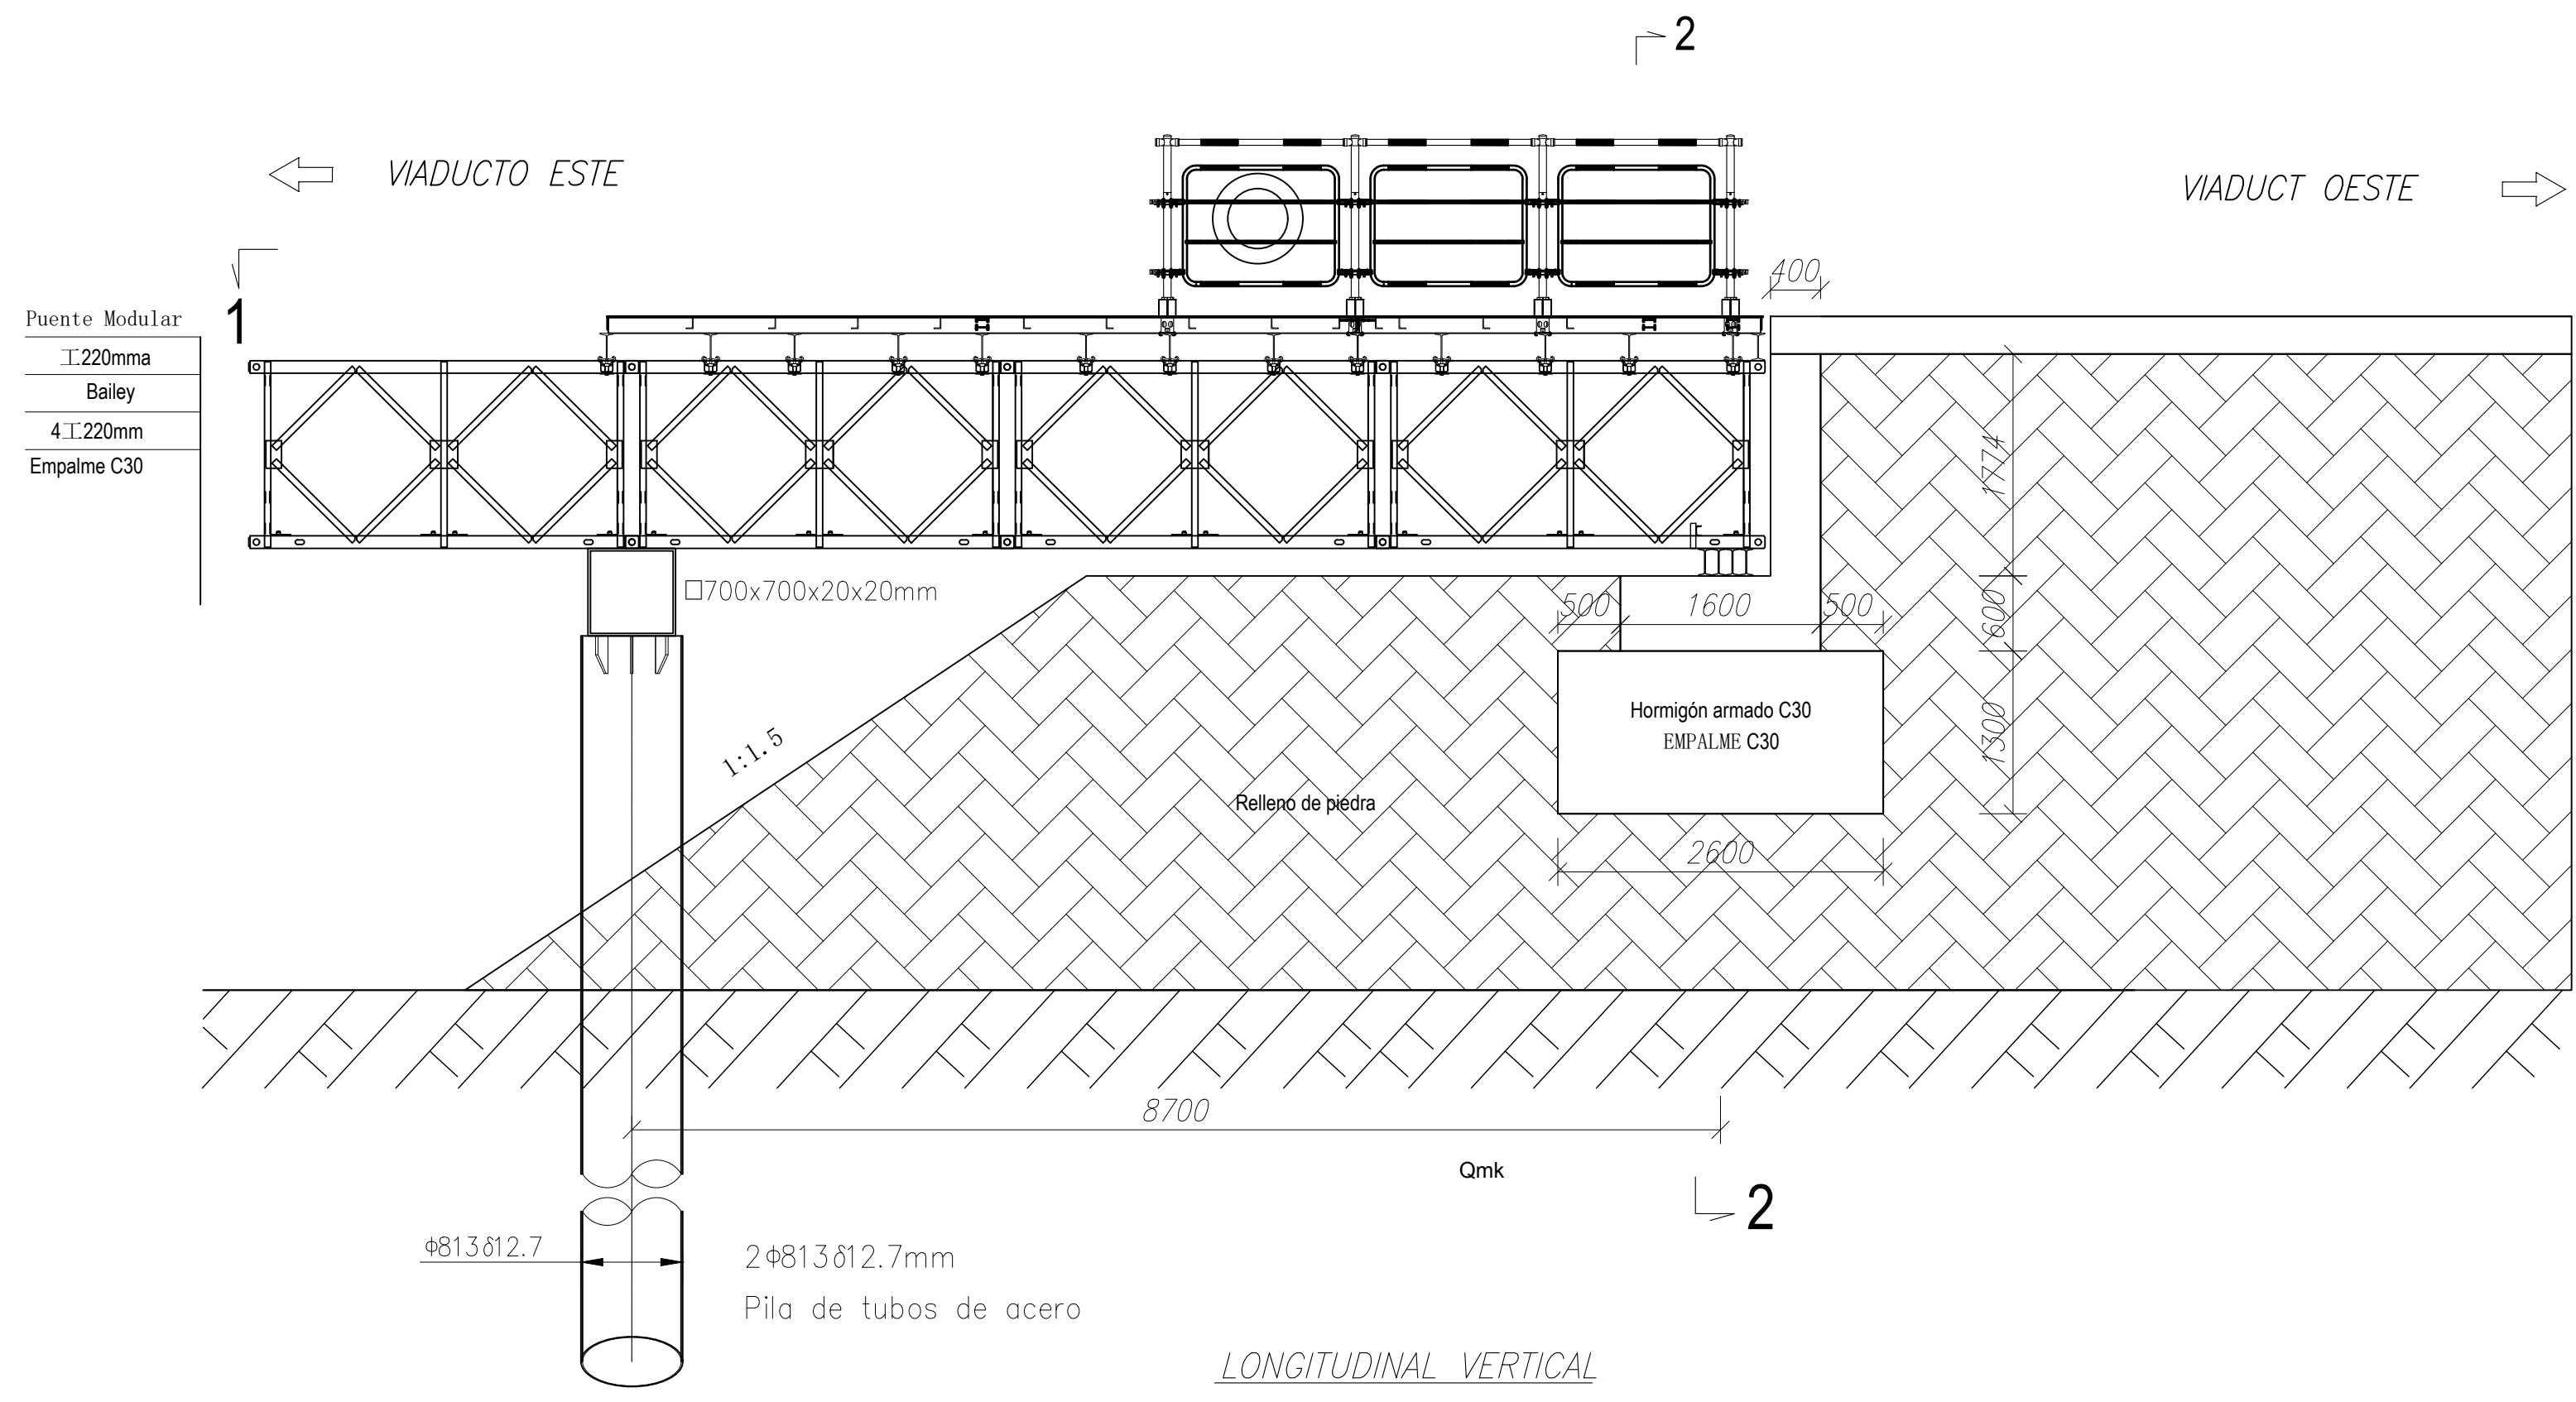 2
VIADUCTO ESTE
VIADUCT OESTE
400
1
Puente Modular
工220mma
Bailey
4工220mm
Empalme C30
1774
□700x700x20x20mm
500
1600
500
600
1:1.5
Hormigón armado C30
EMPALME C30
1300
Relleno de piedra
2600
8700
Qmk
2
ϕ813δ12.7
2ϕ813δ12.7mm
Pila de tubos de acero
LONGITUDINAL VERTICAL